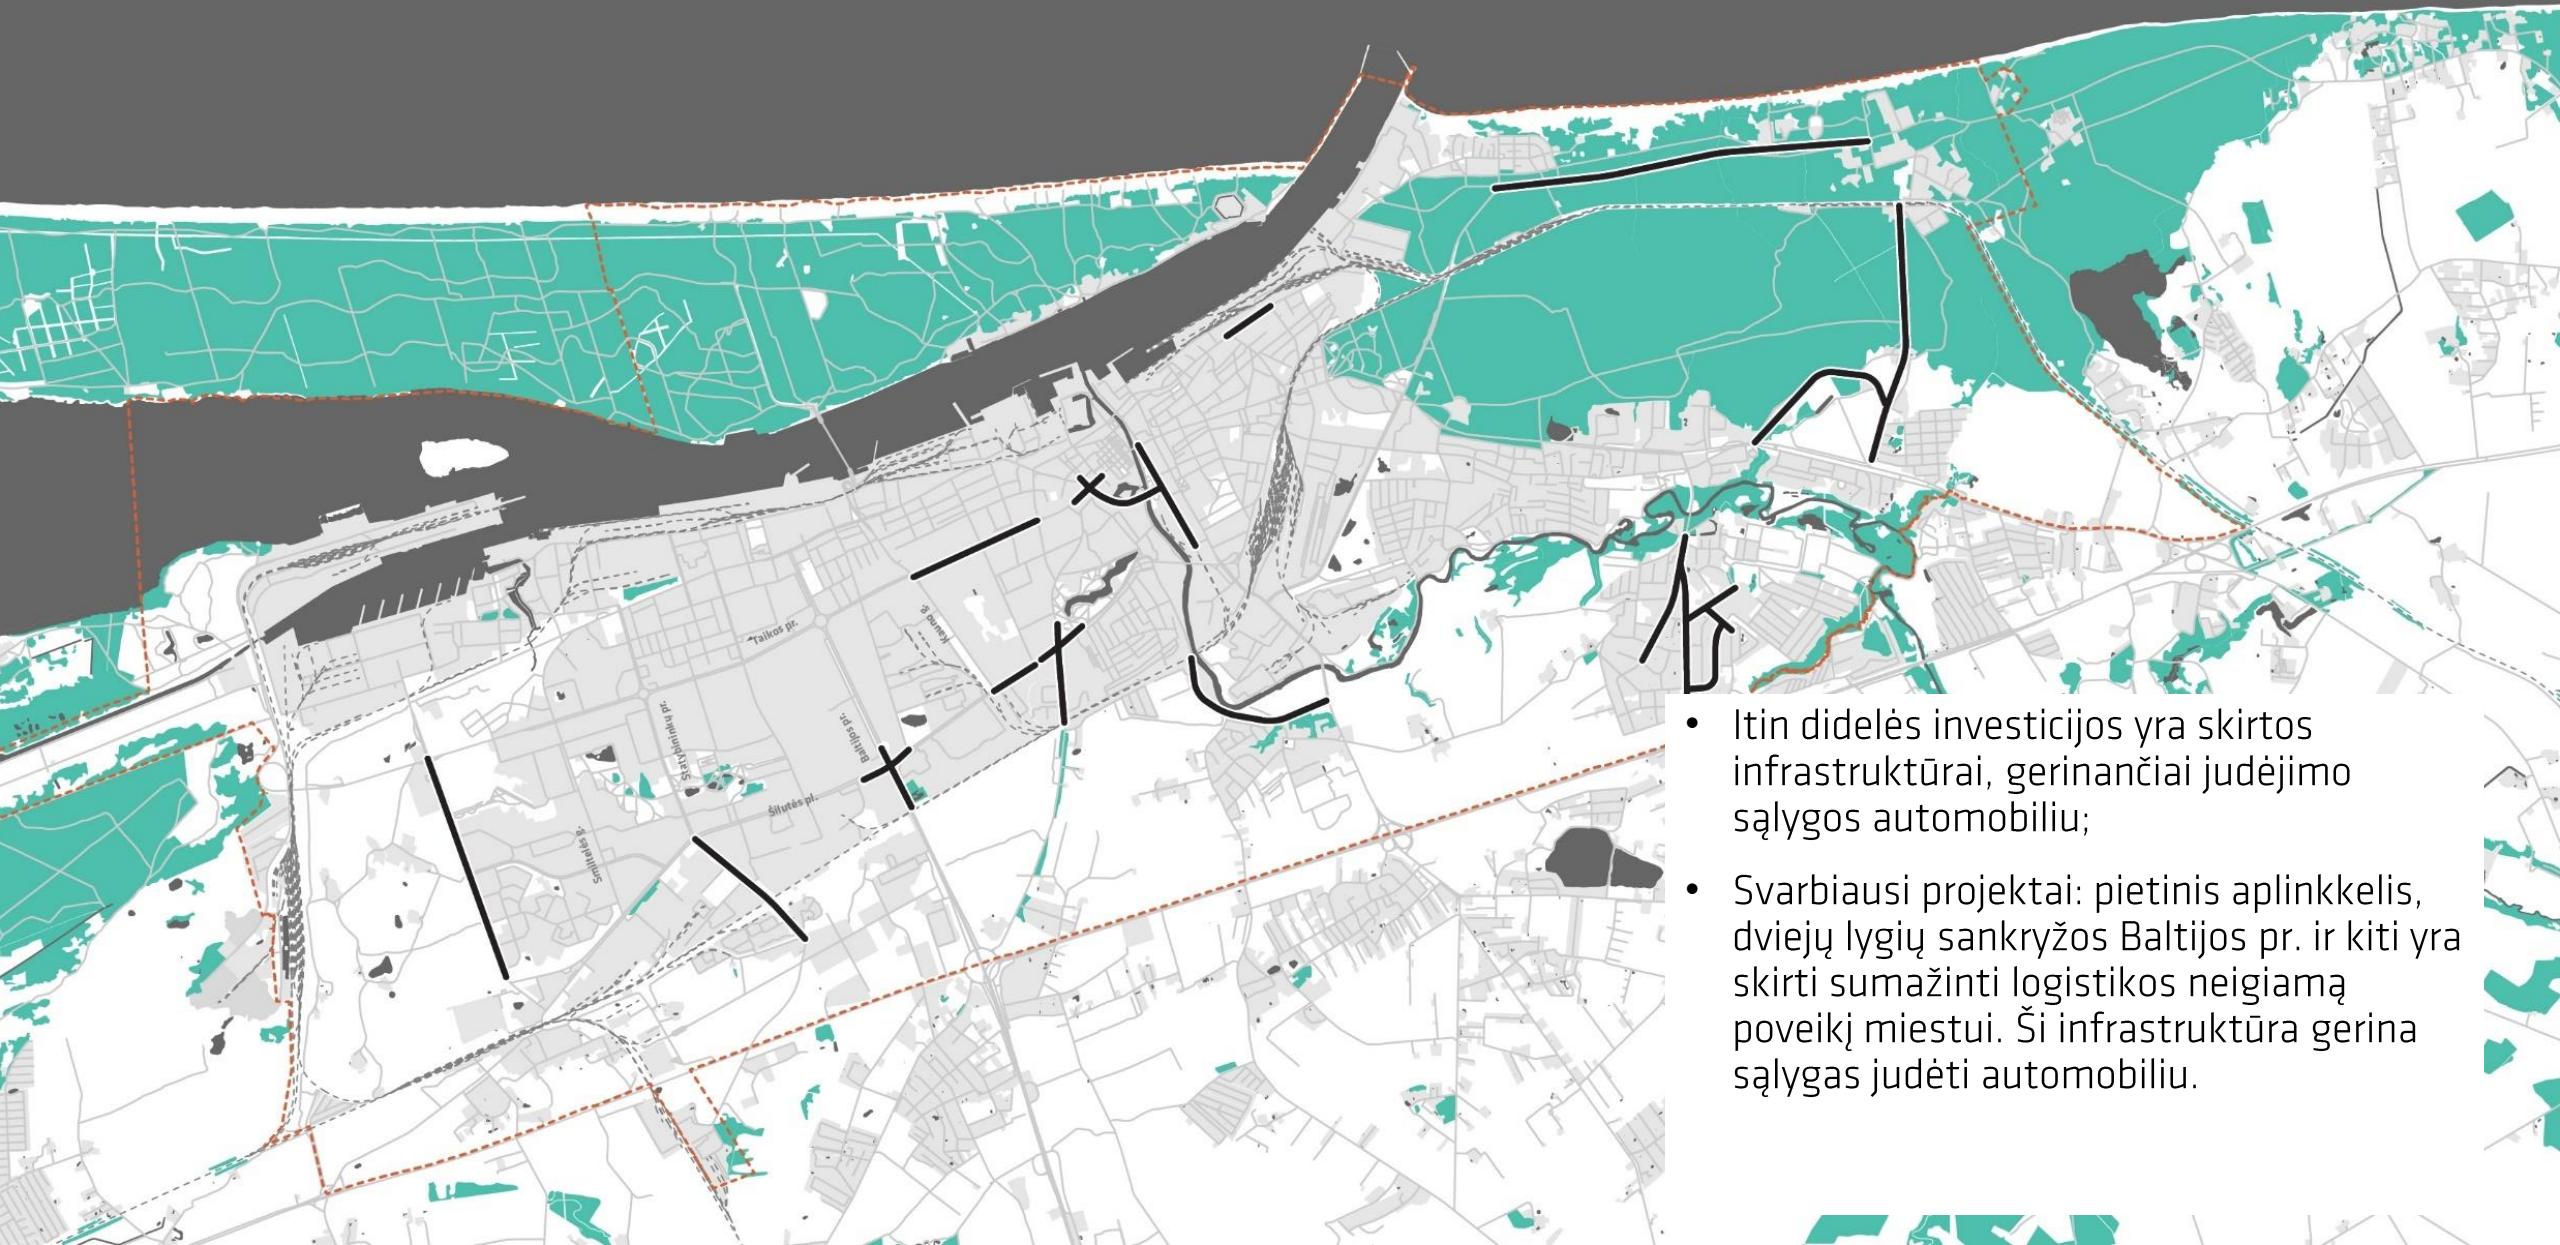 Taikos pr.
Kauno g.
Statybininkų pr.
Baltijos pr.
Šilutės pl.
Smiltelės g.
• Itin didelės investicijos yra skirtos
infrastruktūrai, gerinančiai judėjimo
sąlygos automobiliu;
• Svarbiausi projektai: pietinis aplinkkelis,
dviejų lygių sankryžos Baltijos pr. ir kiti yra
skirti sumažinti logistikos neigiamą
poveikį miestui. Ši infrastruktūra gerina
sąlygas judėti automobiliu.